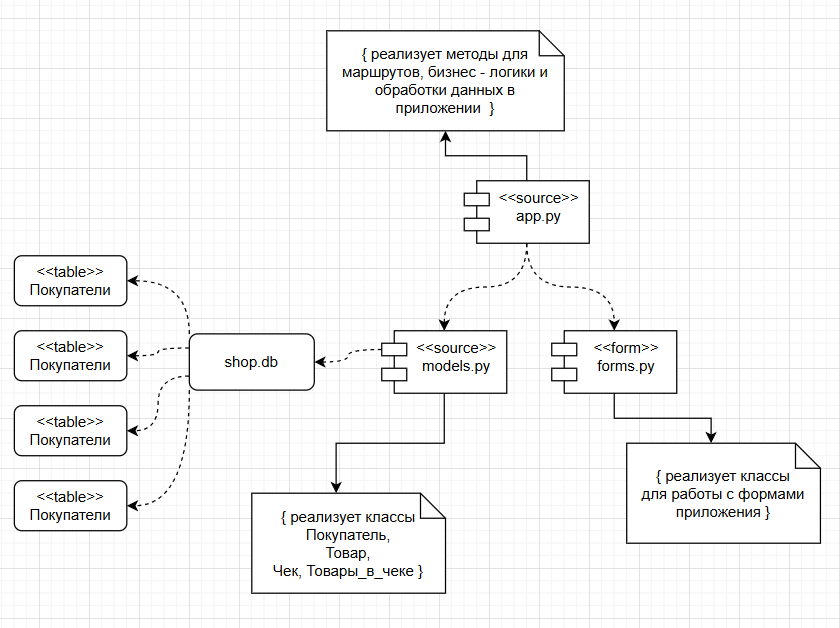 { реализует методы для
маршрутов, бизнес - логики и
обработки данных в
приложении }
<<source>>
app.py
<<table>>
Покупатели
<<table>>
Покупатели
<<table>>
Покупатели
<<table>>
Покупатели
shop.db
<<source>>
models.py
<<form>>
forms.py
{ реализует классы
Покупатель,
Товар,
Чек, Товары_в_чеке }
{ реализует классы
для работы с формами
приложения }